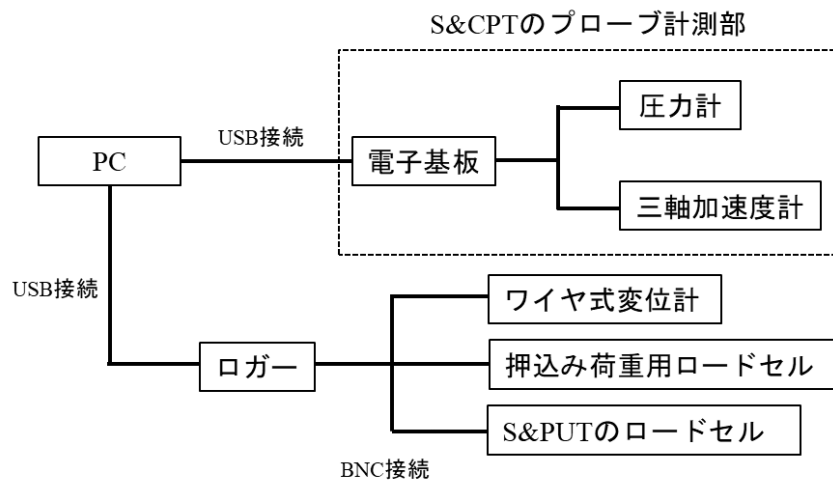 S&CPTのプローブ計測部
圧力計
USB接続
PC
電子基板
三軸加速度計
USB接続
ワイヤ式変位計
ロガー
押込み荷重用ロードセル
S&PUTのロードセル
BNC接続